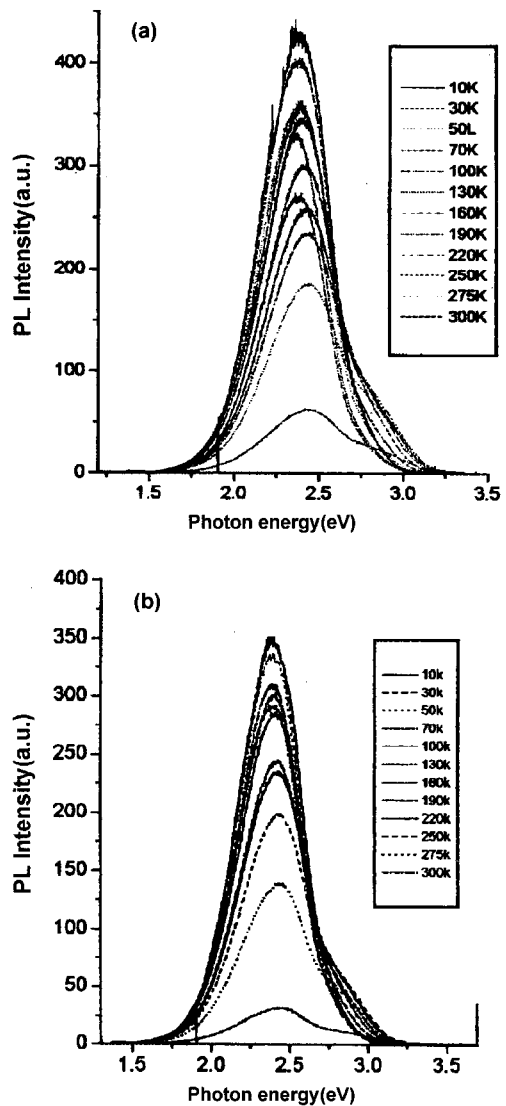 (a)
400
300
200
100
0
PL Intensity(a.u.)
10K
30K
50L
70K
100K
130K
160K
190K
220K
250K
275K
300K
1.5 2.0 2.5 3.0 3.5
Photon energy(eV)
(b)
400
350
300
250
200
150
100
50
0
PL Intensity(a.u.)
10k
30k
50k
70k
100k
130k
160k
190k
220k
250k
275k
300k
1.5 2.0 2.5 3.0 3.5
Photon energy(eV)